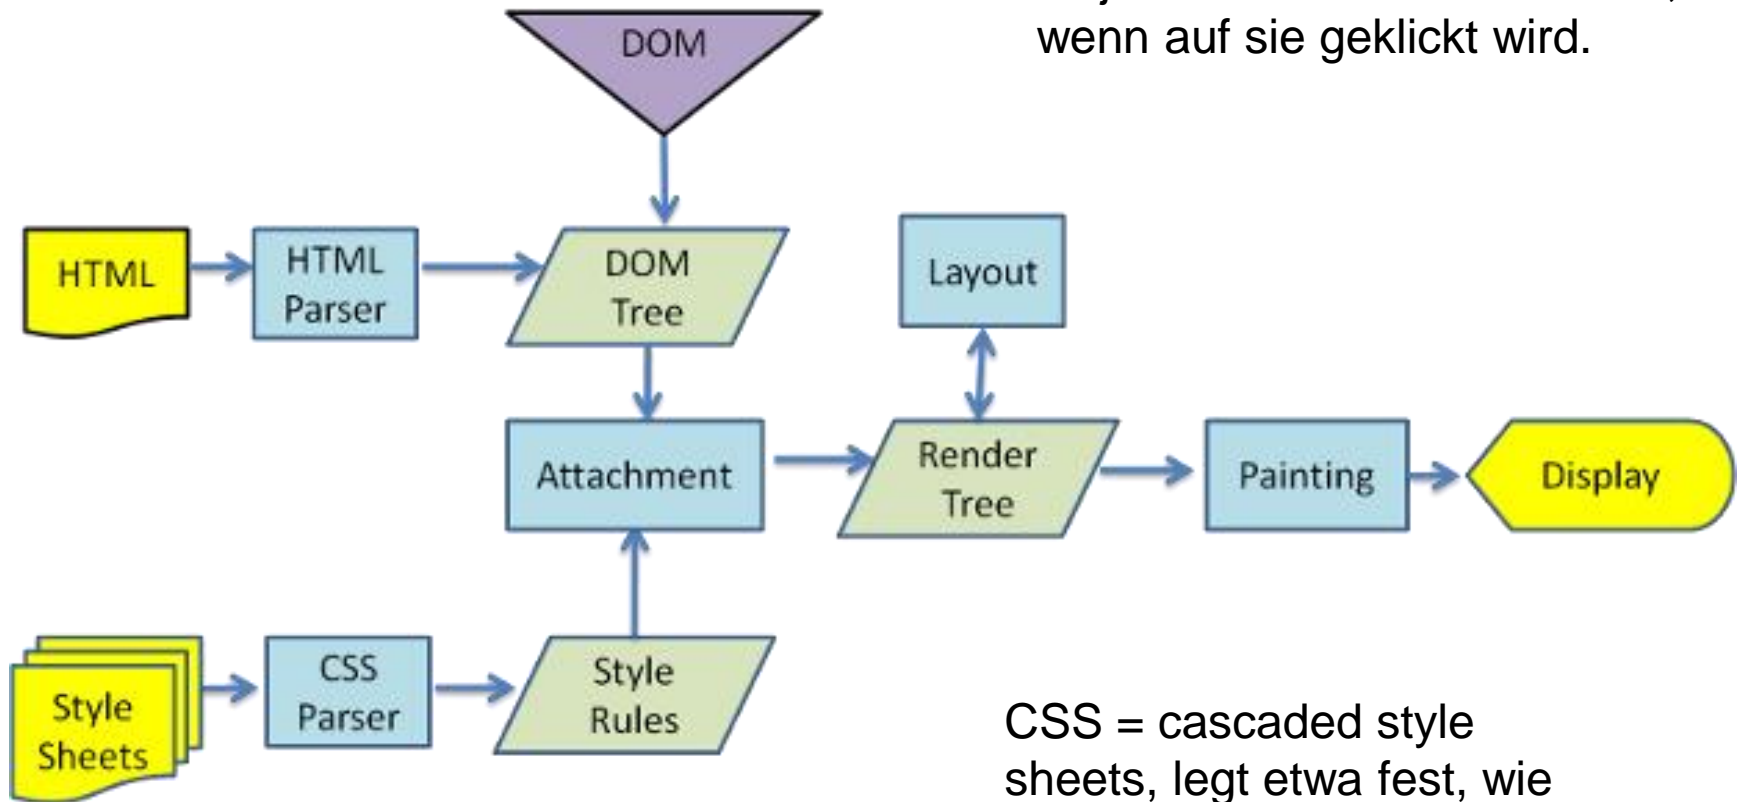 wenn auf sie geklickt wird.
DOM
HTML
HTML
Parser
DOM
Tree
Layout
Attachment
Render
Tree
Painting
Display
Style
Sheets
CSS
Parser
Style
Rules
CSS = cascaded style
sheets, legt etwa fest, wie